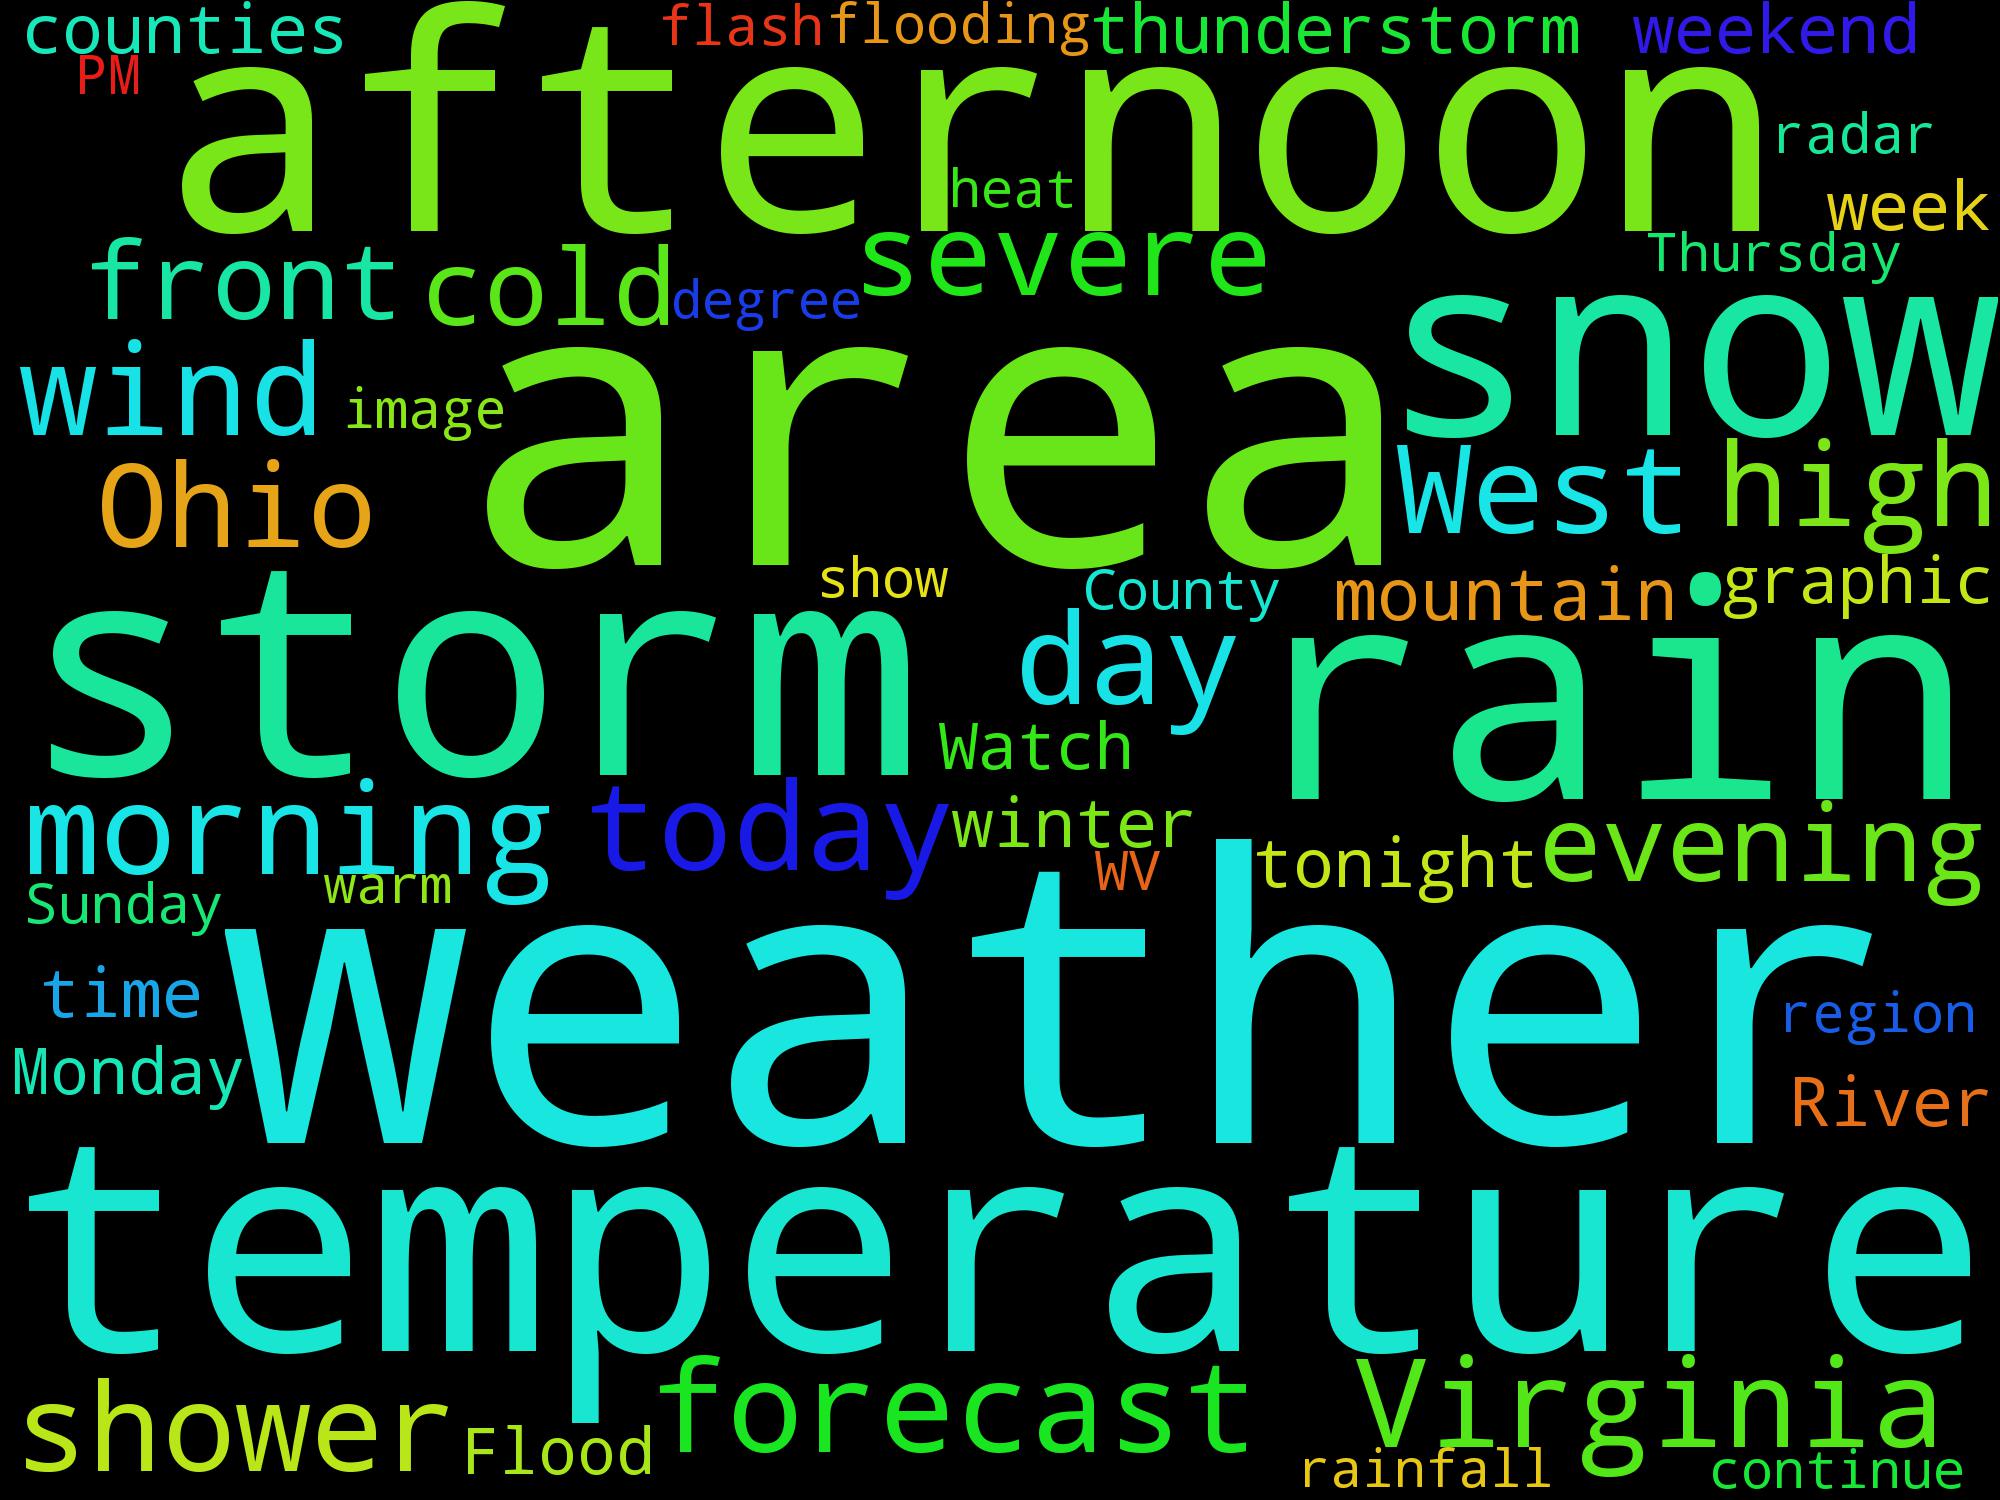 counties flash flooding thunderstorm weekend
PM afternoon radar
heat week
front cold degree severe Thursday
wind image area snow
Ohio West high
show County mountain graphic
storm day rain
Watch
morning today winter evening
Sunday warm WV tonight
time weather region
Monday River
temperature
shower Flood forecast Virginia
rainfall continue